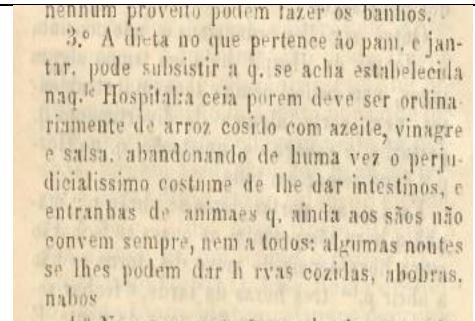 nenhum proveito podem fazer os banhos.
3.º A dieta no que pertence ao pam, e jan-
tar, pode subsistir a q. se acha estabelecida
naq.le Hospital: a ceia porem deve ser ordina
riamente de arroz cosido com azeite, vinagre
e salsa, abandonando de huma vez o perju-
dicialissimo costume de lhe dar intestinos, e
entranhas de animaes q. ainda aos sãos não
convem sempre, nem a todos: algumas noutes
se lhes podem dar h rvas cozidas, abobras,
nabos